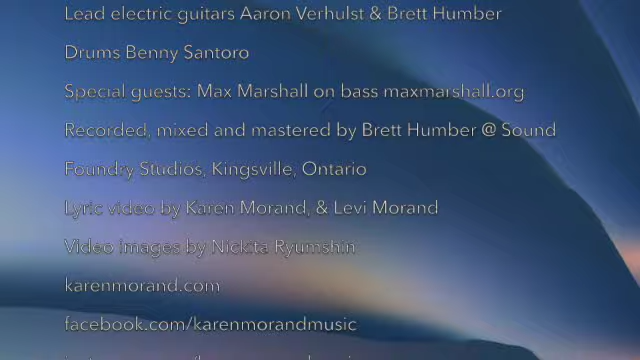 Lead electric guitars Aaron Verhulst & Brett Humber
Drums Benny Santoro
Special guests: Max Marshall on bass maxmarshall.org
Recorded, mixed and mastered by Brett Humber @ Sound
Foundry Studios, Kingsville, Ontario
Lyric video by Karen Morand, & Levi Morand
Video images by Nickita Ryumshin
karenmorand.com
facebook.com/karenmorandmusic